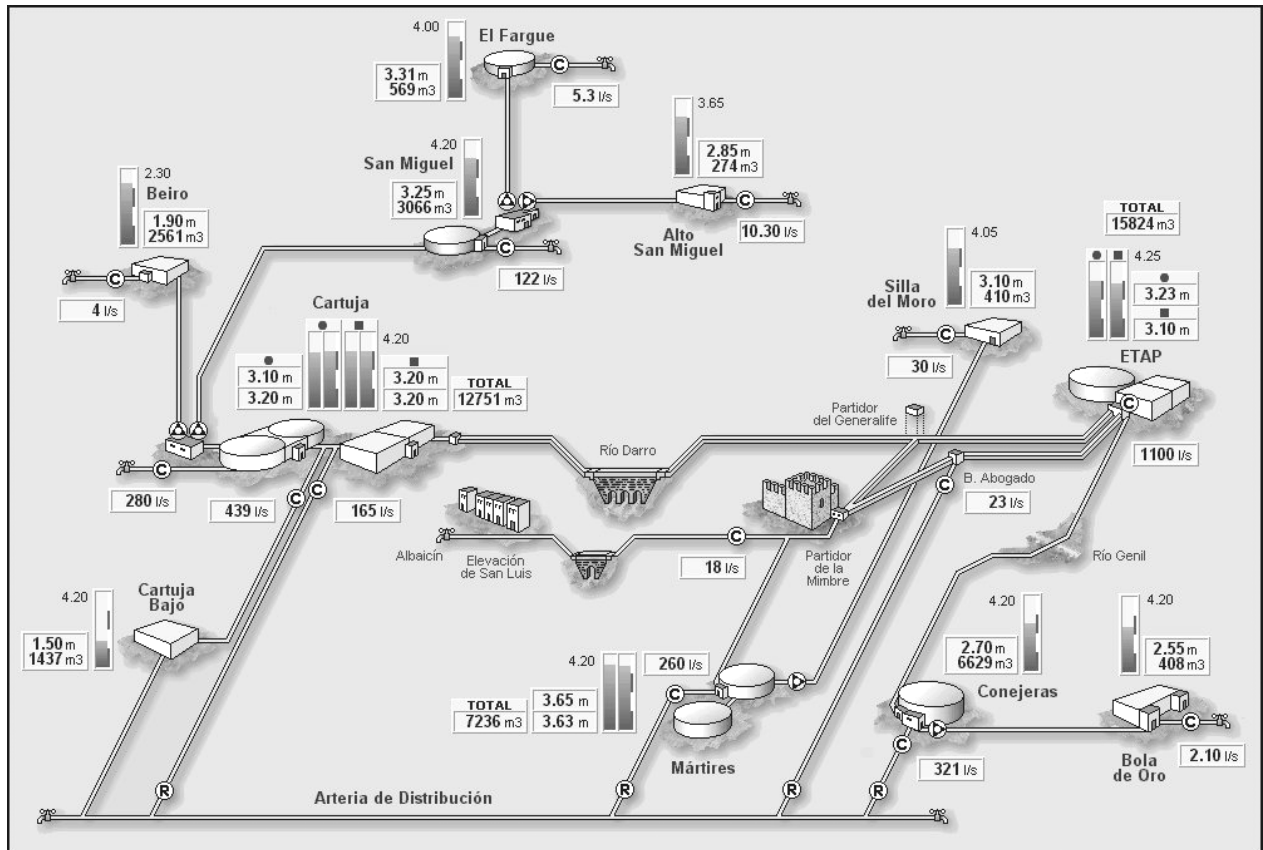 4.00
El Fargue
3.31 m
569 m3
C
5.3 l/s
3.65
2.85 m
274 m3
C
Alto
San Miguel
10.30 l/s
4.20
San Miguel
3.25 m
3066 m3
C
122 l/s
2.30
Beiro
1.90 m
2561 m3
C
4 l/s
TOTAL
15824 m3
4.25
3.23 m
3.10 m
ETAP
C
1100 l/s
4.05
Silla
del Moro
3.10 m
410 m3
C
30 l/s
Cartuja
4.20
3.10 m
3.20 m
3.20 m
3.20 m
TOTAL
12751 m3
C
280 l/s
439 l/s
C
C
165 l/s
Río Darro
Partidor
del Generalife
B. Abogado
C
23 l/s
Albaicín
Elevación
de San Luis
C
18 l/s
Partidor
de la
Mimbre
Río Genil
4.20
Cartuja
Bajo
1.50 m
1437 m3
4.20
260 l/s
C
TOTAL
7236 m3
3.65 m
3.63 m
Mártires
4.20
2.70 m
6629 m3
Conejeras
C
321 l/s
4.20
2.55 m
408 m3
C
Bola
de Oro
2.10 l/s
R
Arteria de Distribución
R
R
R